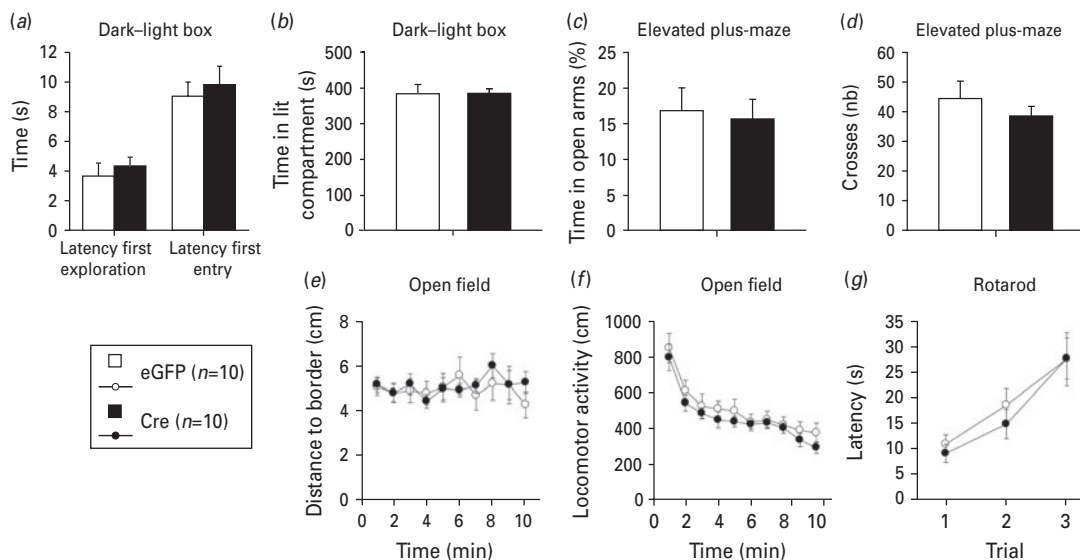 (a)
Dark–light box
Time (s)
12
10
8
6
4
2
0
Latency first
exploration
Latency first
entry
(b)
Dark–light box
Time in lit
compartment (s)
500
400
300
200
100
0
(c)
Elevated plus-maze
Time in open arms (%)
25
20
15
10
5
0
(d)
Elevated plus-maze
Crosses (nb)
60
50
40
30
20
10
0
eGFP (n=10)
Cre (n=10)
(e)
Open field
Distance to border (cm)
8
6
4
2
0
0 2 4 6 8 10
Time (min)
(f)
Open field
Locomotor activity (cm)
1000
800
600
400
200
0
0 2 4 6 8 10
Time (min)
(g)
Rotarod
Latency (s)
35
30
25
20
15
10
5
0
1 2 3
Trial